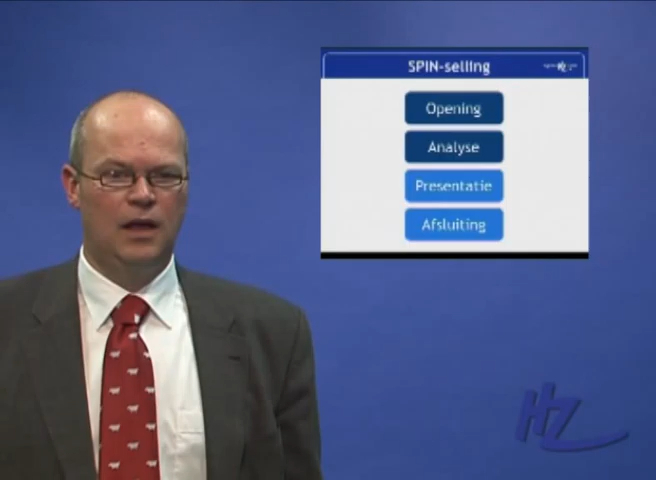 SPIN-selling
Opening
Analyse
Presentatie
Afsluiting
HZ